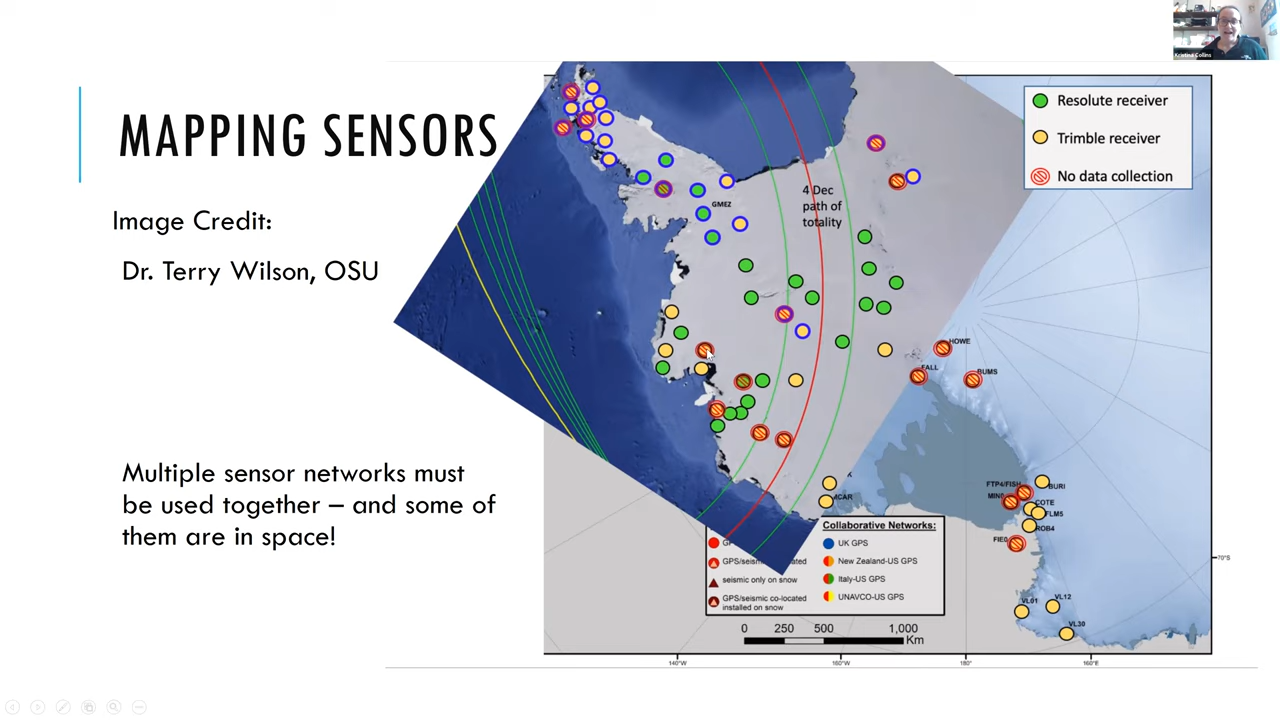 Kristina Collins
MAPPING SENSORS
Image Credit:
Dr. Terry Wilson, OSU
Multiple sensor networks must
be used together – and some of
them are in space!
Resolute receiver
Trimble receiver
No data collection
4 Dec
path of
totality
GMEZ
HOWE
FALL
BUMS
FTP4/FISH
BURI
MIN0
COTE
FLM5
ROB4
FIE0
VL01
VL12
VL30
Collaborative Networks:
UK GPS
New Zealand-US GPS
Italy-US GPS
UNAVCO-US GPS
seismic only on snow
GPS/seismic co-located
installed on snow
0 250 500 1,000
Km
70°S
140°W
160°W
180°
160°E